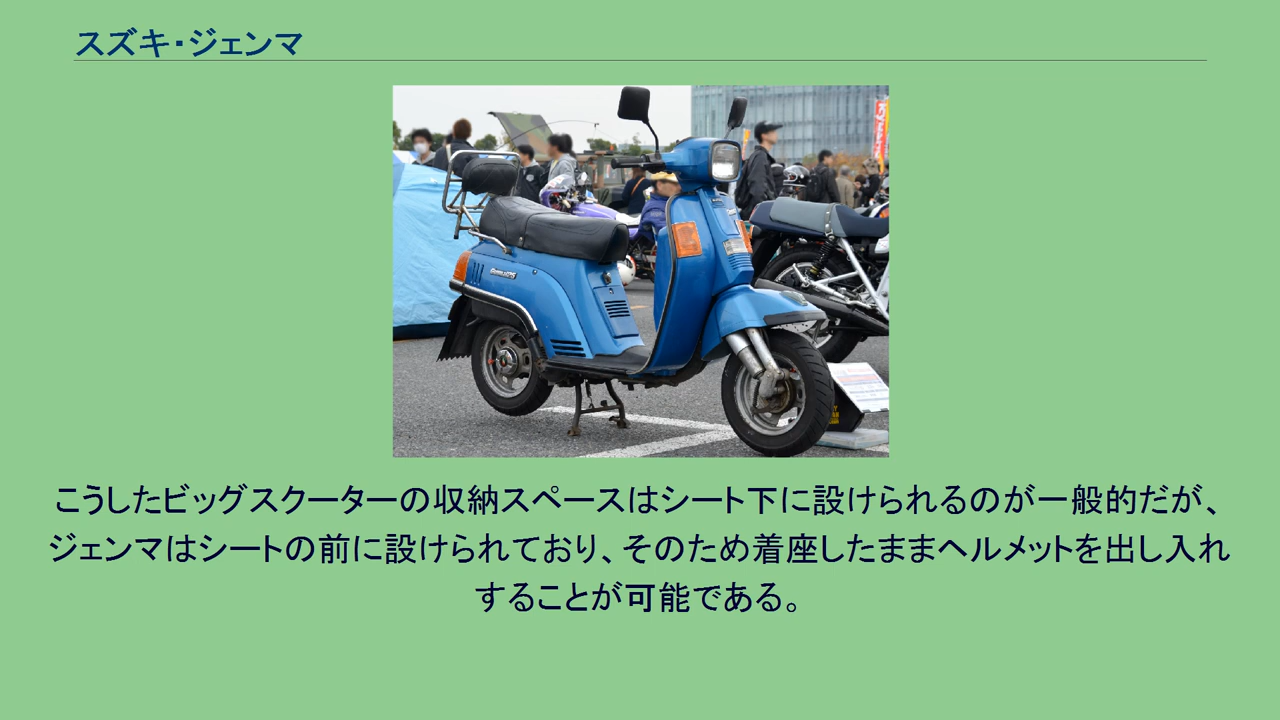 スズキ・ジェンマ
こうしたビッグスクーターの収納スペースはシート下に設けられるのが一般的だが、
ジェンマはシートの前に設けられており、そのため着座したままヘルメットを出し入れ
することが可能である。